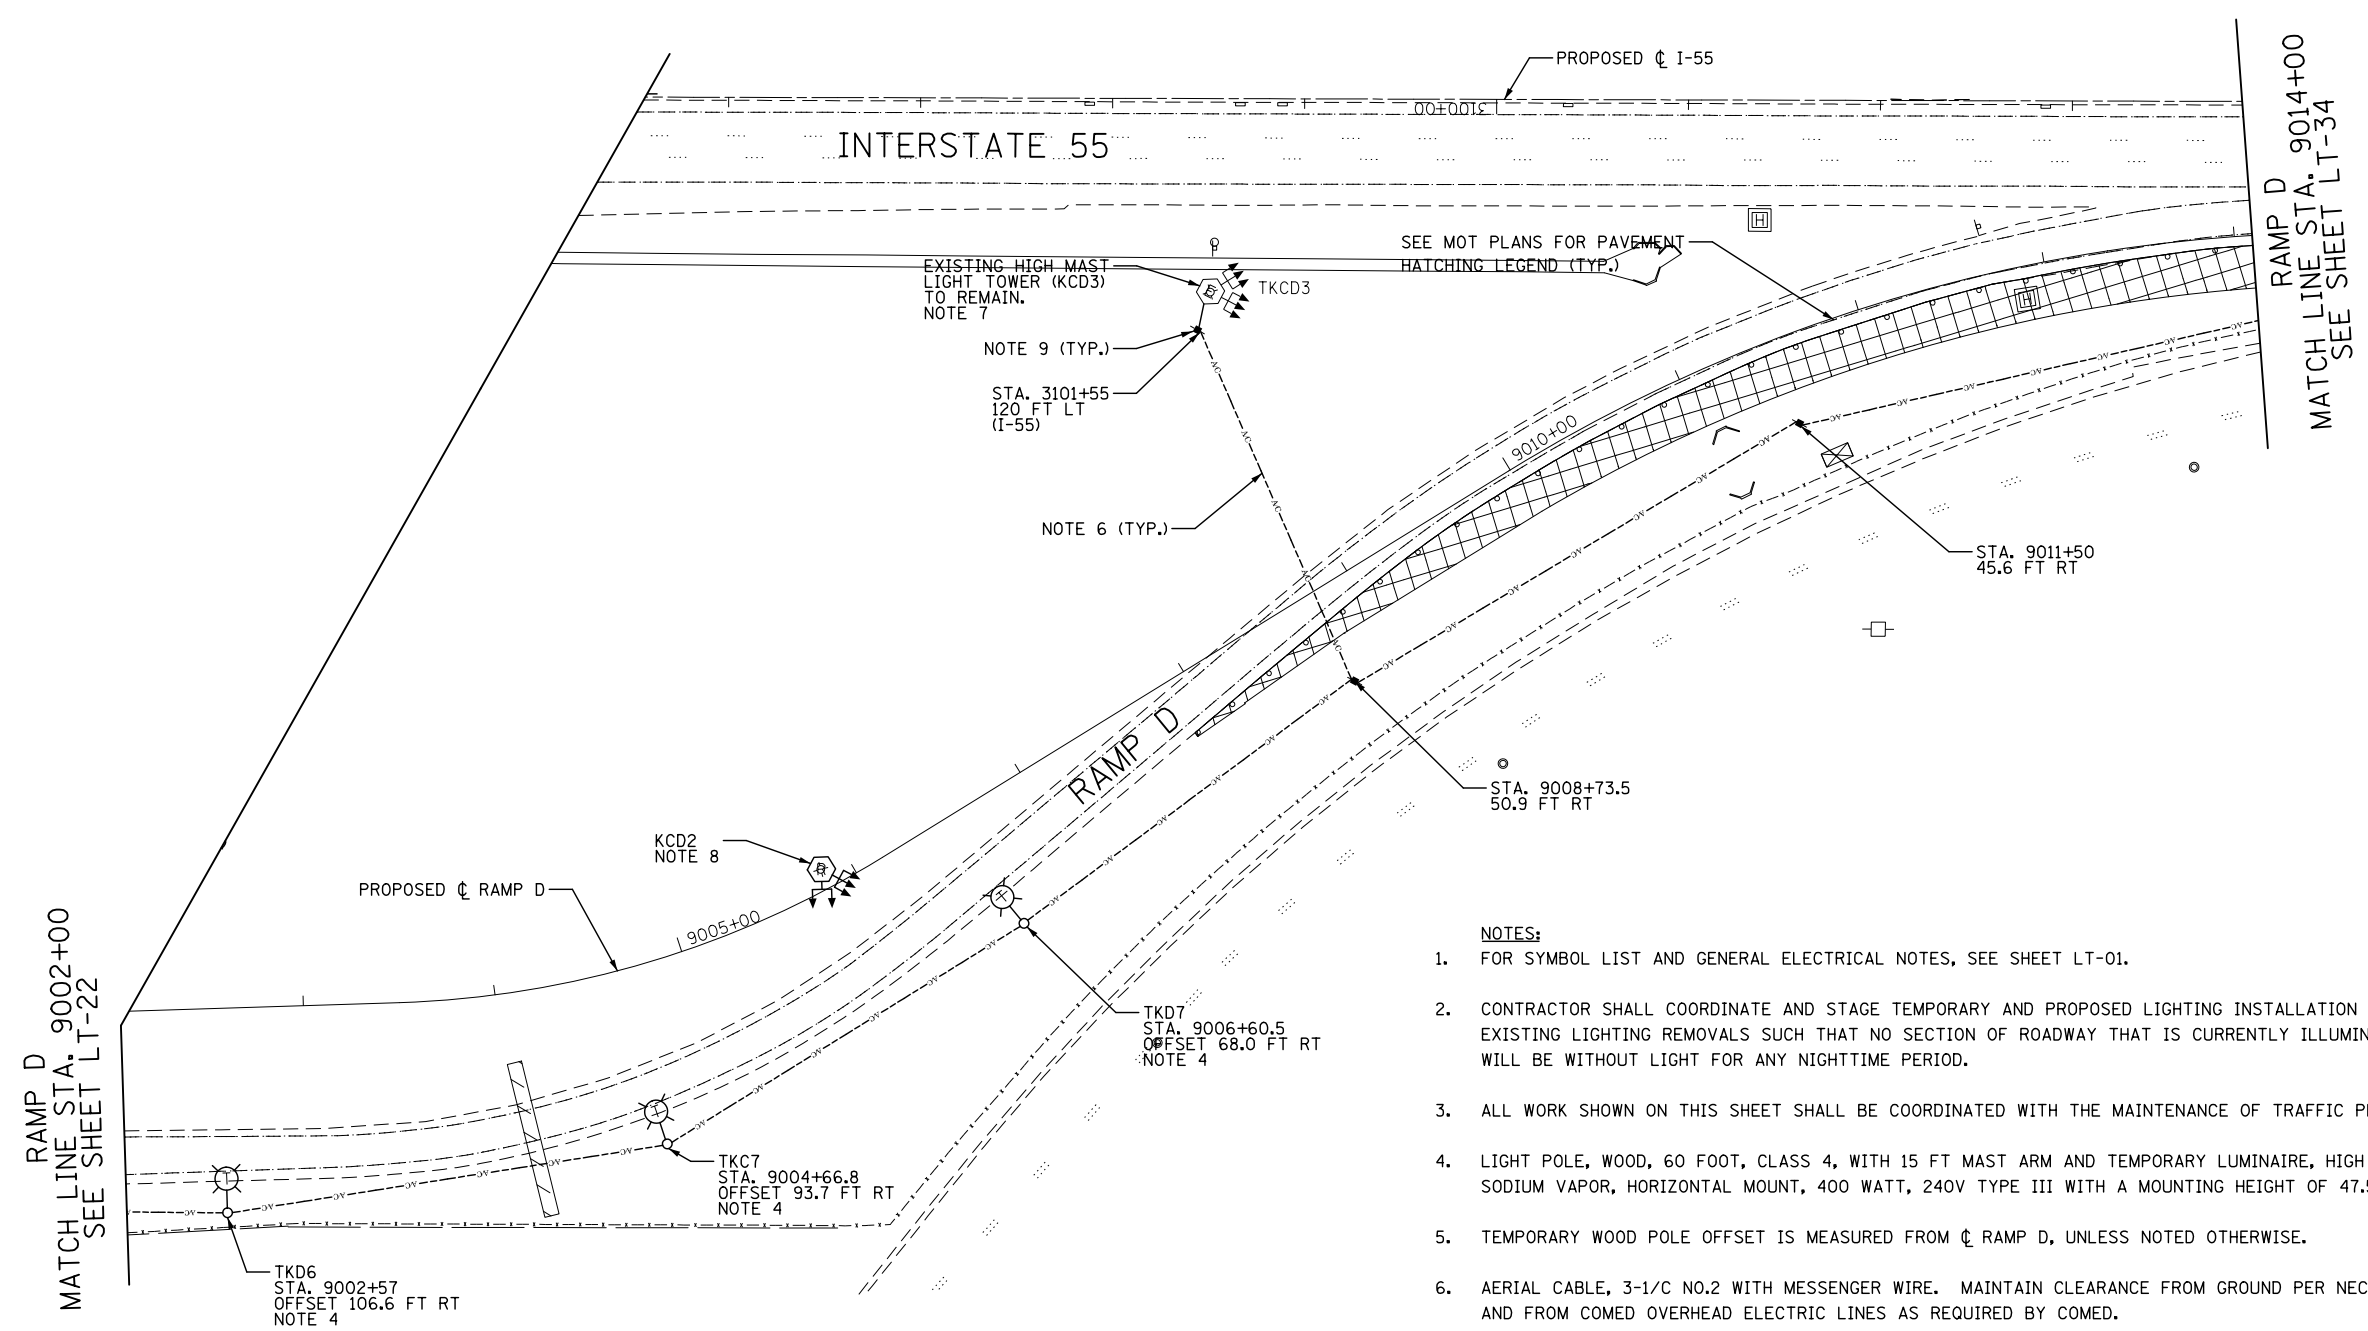 PROPOSED ℄ I-55
3100+00
INTERSTATE 55
RAMP D
MATCH LINE STA. 9014+00
SEE SHEET LT-34
SEE MOT PLANS FOR PAVEMENT
HATCHING LEGEND (TYP.)
EXISTING HIGH MAST
LIGHT TOWER (KCD3)
TO REMAIN.
NOTE 7
TKCD3
NOTE 9 (TYP.)
STA. 3101+55
120 FT LT
(I-55)
9010+00
NOTE 6 (TYP.)
STA. 9011+50
45.6 FT RT
RAMP D
STA. 9008+73.5
50.9 FT RT
KCD2
NOTE 8
PROPOSED ℄ RAMP D
9005+00
RAMP D
MATCH LINE STA. 9002+00
SEE SHEET LT-22
TKD7
STA. 9006+60.5
OFFSET 68.0 FT RT
NOTE 4
TKC7
STA. 9004+66.8
OFFSET 93.7 FT RT
NOTE 4
TKD6
STA. 9002+57
OFFSET 106.6 FT RT
NOTE 4
NOTES:
1. FOR SYMBOL LIST AND GENERAL ELECTRICAL NOTES, SEE SHEET LT-01.
2. CONTRACTOR SHALL COORDINATE AND STAGE TEMPORARY AND PROPOSED LIGHTING INSTALLATION
EXISTING LIGHTING REMOVALS SUCH THAT NO SECTION OF ROADWAY THAT IS CURRENTLY ILLUMIN
WILL BE WITHOUT LIGHT FOR ANY NIGHTTIME PERIOD.
3. ALL WORK SHOWN ON THIS SHEET SHALL BE COORDINATED WITH THE MAINTENANCE OF TRAFFIC
4. LIGHT POLE, WOOD, 60 FOOT, CLASS 4, WITH 15 FT MAST ARM AND TEMPORARY LUMINAIRE, HIGH
SODIUM VAPOR, HORIZONTAL MOUNT, 400 WATT, 240V TYPE III WITH A MOUNTING HEIGHT OF 47.5
5. TEMPORARY WOOD POLE OFFSET IS MEASURED FROM ℄ RAMP D, UNLESS NOTED OTHERWISE.
6. AERIAL CABLE, 3-1/C NO.2 WITH MESSENGER WIRE. MAINTAIN CLEARANCE FROM GROUND PER NEC
AND FROM COMED OVERHEAD ELECTRIC LINES AS REQUIRED BY COMED.